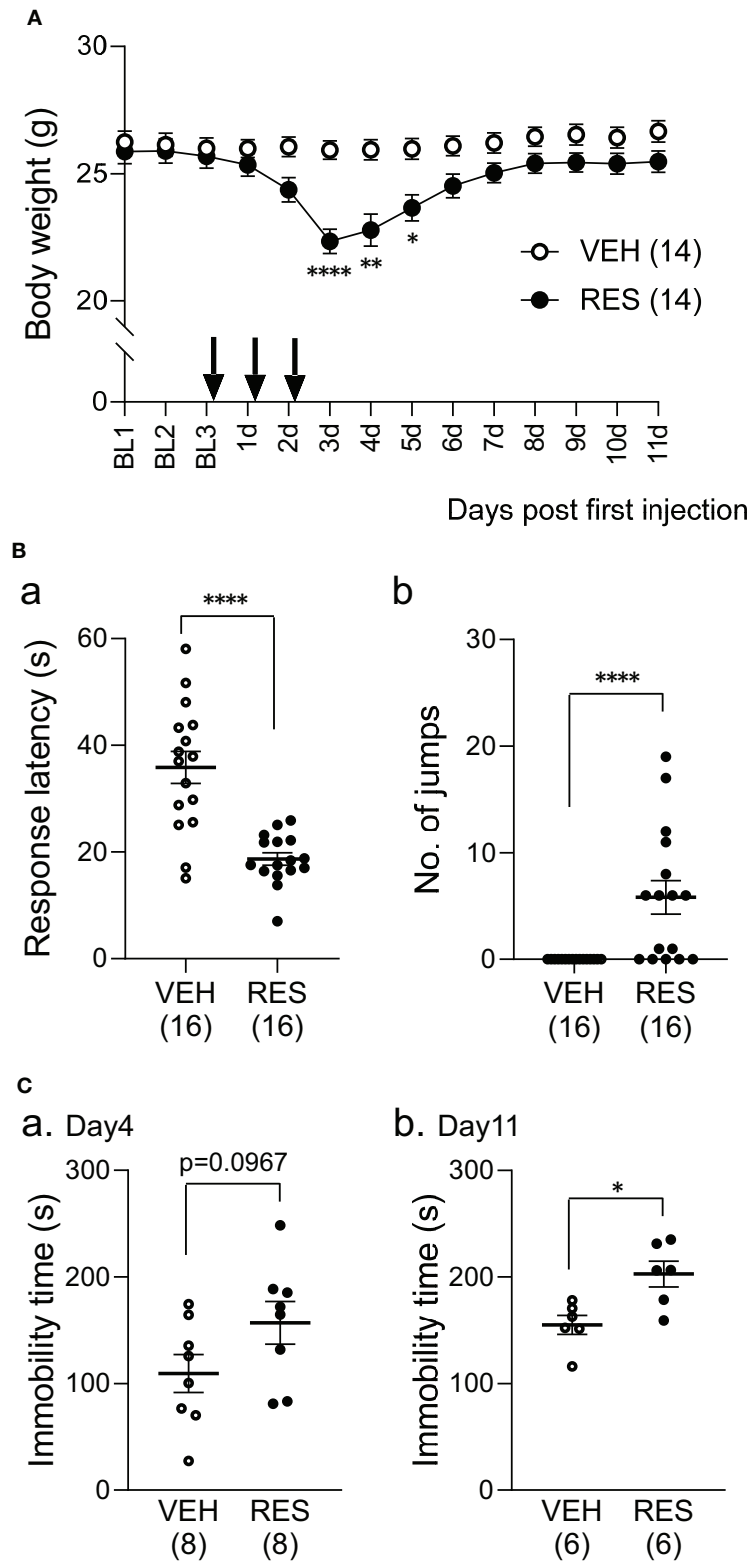 A
Body weight (g)
30
25
20
0
VEH (14)
RES (14)
****
**
*
BL1 BL2 BL3 1d 2d 3d 4d 5d 6d 7d 8d 9d 10d 11d
Days post first injection
B
a
Response latency (s)
60
40
20
0
****
VEH RES
(16) (16)
b
No. of jumps
30
20
10
0
****
VEH RES
(16) (16)
C
a. Day4
Immobility time (s)
300
200
100
0
p=0.0967
VEH RES
(8) (8)
b. Day11
Immobility time (s)
300
200
100
0
*
VEH RES
(6) (6)